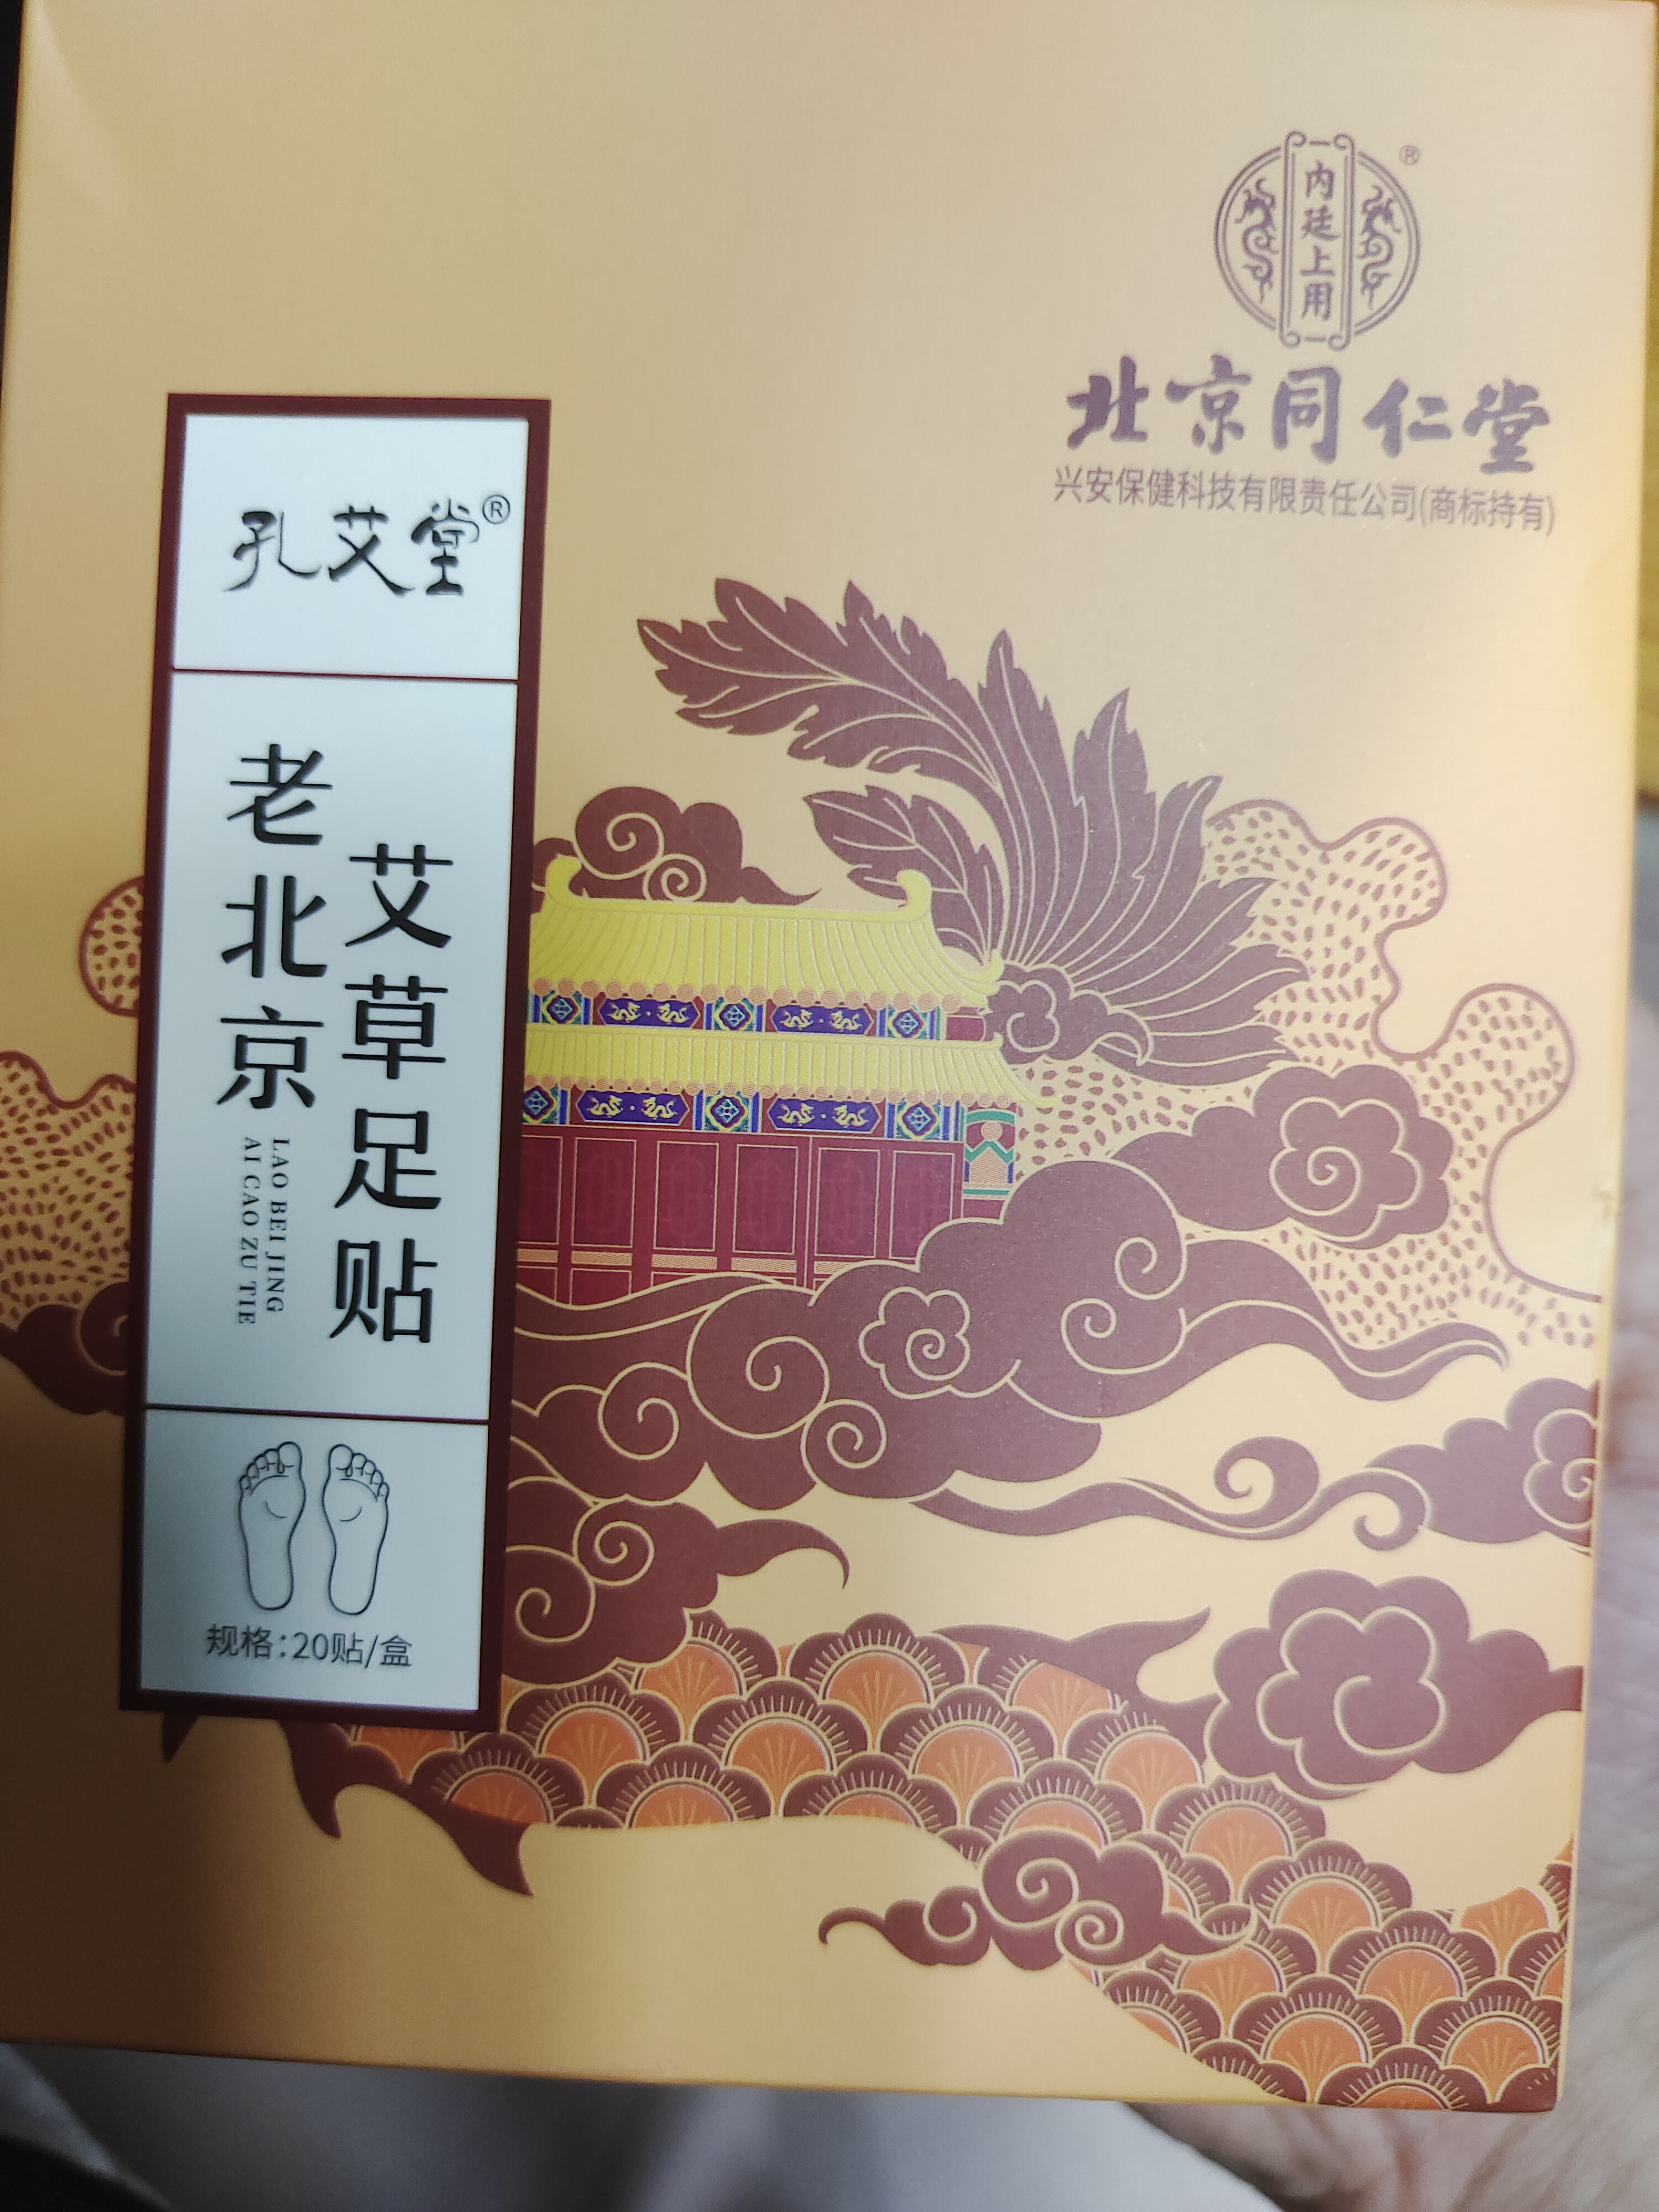 内廷上用
®
北京同仁堂
兴安保健科技有限责任公司(商标持有)
孔艾堂®
老北京
艾草足贴
LAO BEI JING
AI CAO ZU TIE
规格:20贴/盒